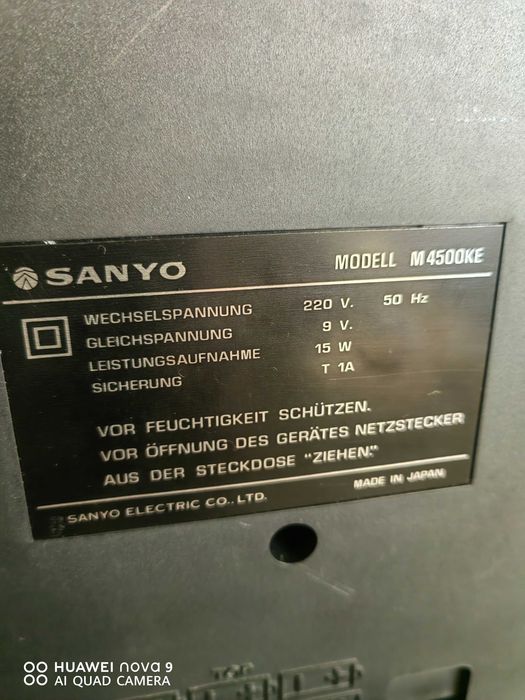 SANYO MODELL M4500KE
WECHSELSPANNUNG 220 V. 50 Hz
GLEICHSPANNUNG 9 V.
LEISTUNGSAUFNAHME 15 W
SICHERUNG T 1A
VOR FEUCHTIGKEIT SCHÜTZEN.
VOR ÖFFNUNG DES GERÄTES NETZSTECKER
AUS DER STECKDOSE "ZIEHEN."
MADE IN JAPAN
SANYO ELECTRIC CO., LTD.
HUAWEI nova 9
AI QUAD CAMERA